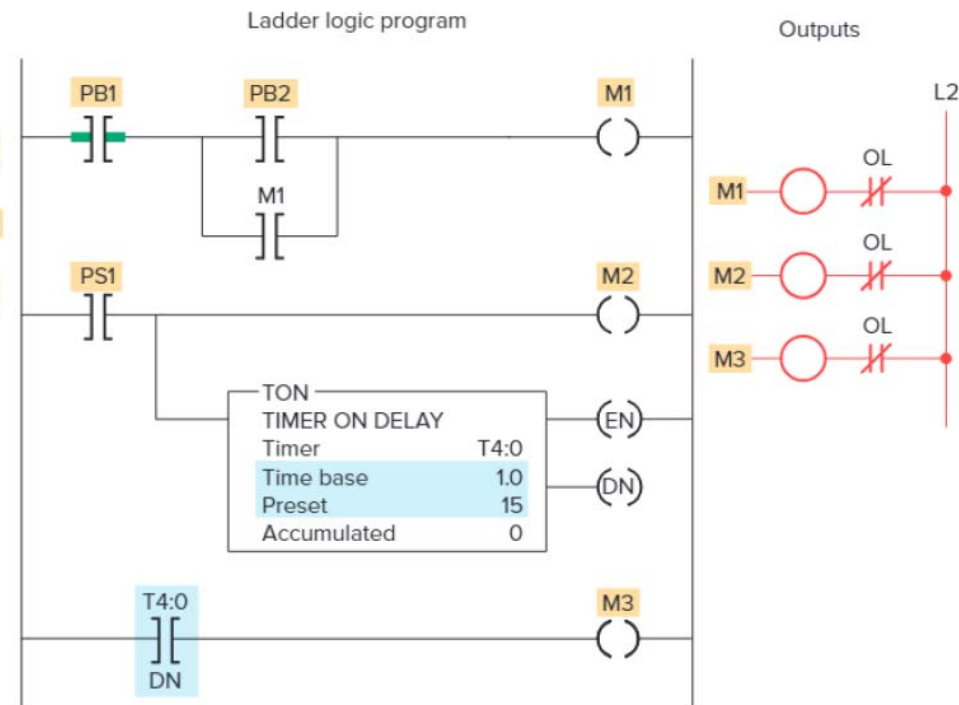 Ladder logic program
Outputs
L2
PB1 PB2 M1
OL
M1
M1
OL
PS1 M2
M2
OL
M3
TON
TIMER ON DELAY
Timer T4:0
Time base 1.0
Preset 15
Accumulated 0
EN
DN
T4:0 M3
DN